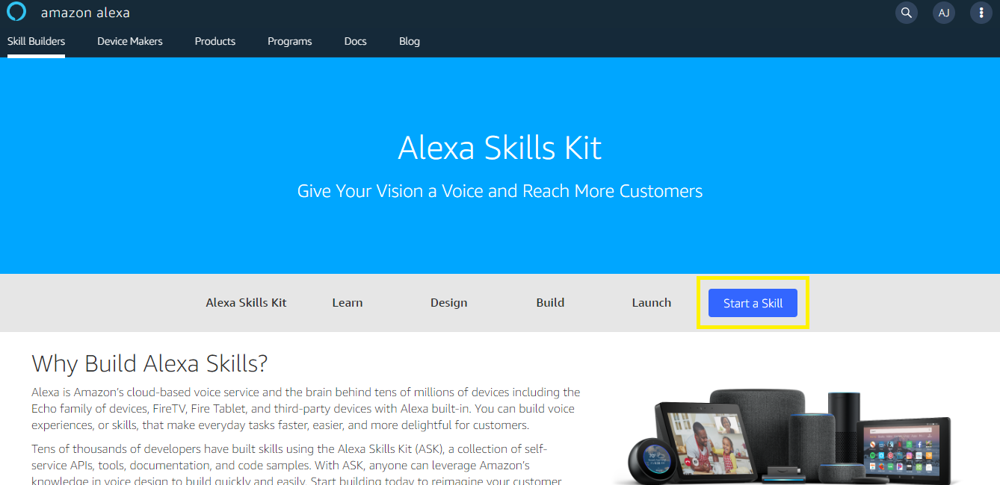 amazon alexa
AJ
Skill Builders Device Makers Products Programs Docs Blog
Alexa Skills Kit
Give Your Vision a Voice and Reach More Customers
Alexa Skills Kit Learn Design Build Launch Start a Skill
Why Build Alexa Skills?
Alexa is Amazon's cloud-based voice service and the brain behind tens of millions of devices including the
Echo family of devices, FireTV, Fire Tablet, and third-party devices with Alexa built-in. You can build voice
experiences, or skills, that make everyday tasks faster, easier, and more delightful for customers.
Tens of thousands of developers have built skills using the Alexa Skills Kit (ASK), a collection of self-
service APIs, tools, documentation, and code samples. With ASK, anyone can leverage Amazon's
knowledge in voice design to build quickly and easily. Start building today to reimagine your customer